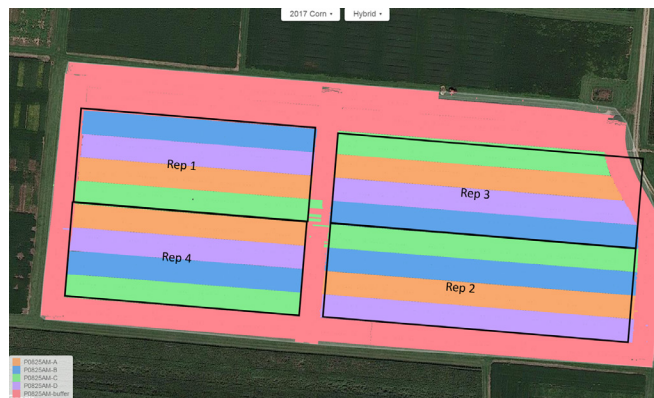 2017 Corn Hybrid
Rep 1
Rep 3
Rep 4
Rep 2
P0825AM-A
P0825AM-B
P0825AM-C
P0825AM-D
P0825AM-buffer